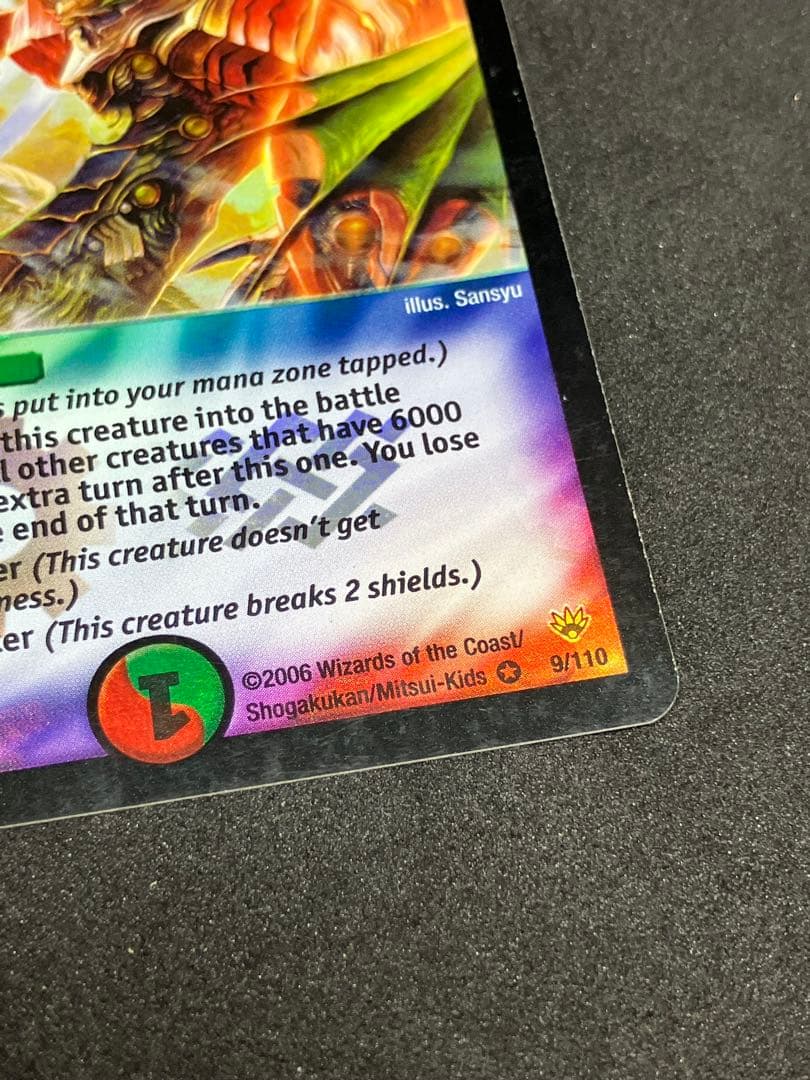 illus. Sansyu
put into your mana zone tapped.)
this creature into the battle
l other creatures that have 6000
extra turn after this one. You lose
end of that turn.
er (This creature doesn't get
ness.)
er (This creature breaks 2 shields.)
1
©2006 Wizards of the Coast/
Shogakukan/Mitsui-Kids
9/110